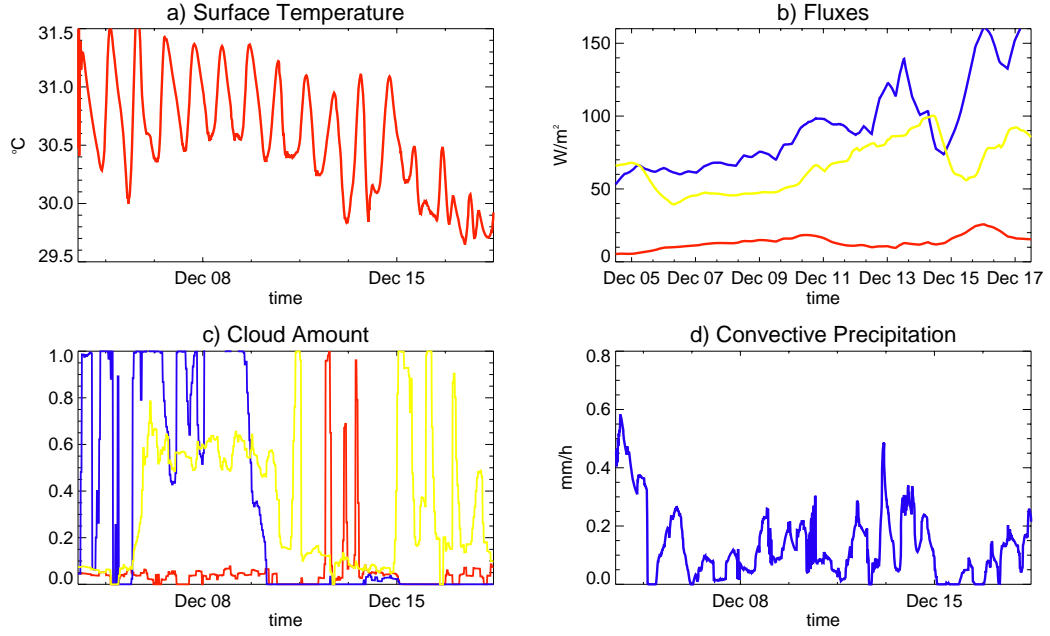 a) Surface Temperature
31.5
31.0
30.5
30.0
29.5
°C
Dec 08
Dec 15
time
b) Fluxes
150
100
50
0
W/m²
Dec 05
Dec 07
Dec 09
Dec 11
Dec 13
Dec 15
Dec 17
time
c) Cloud Amount
1.0
0.8
0.6
0.4
0.2
0.0
Dec 08
Dec 15
time
d) Convective Precipitation
0.8
0.6
0.4
0.2
0.0
mm/h
Dec 08
Dec 15
time